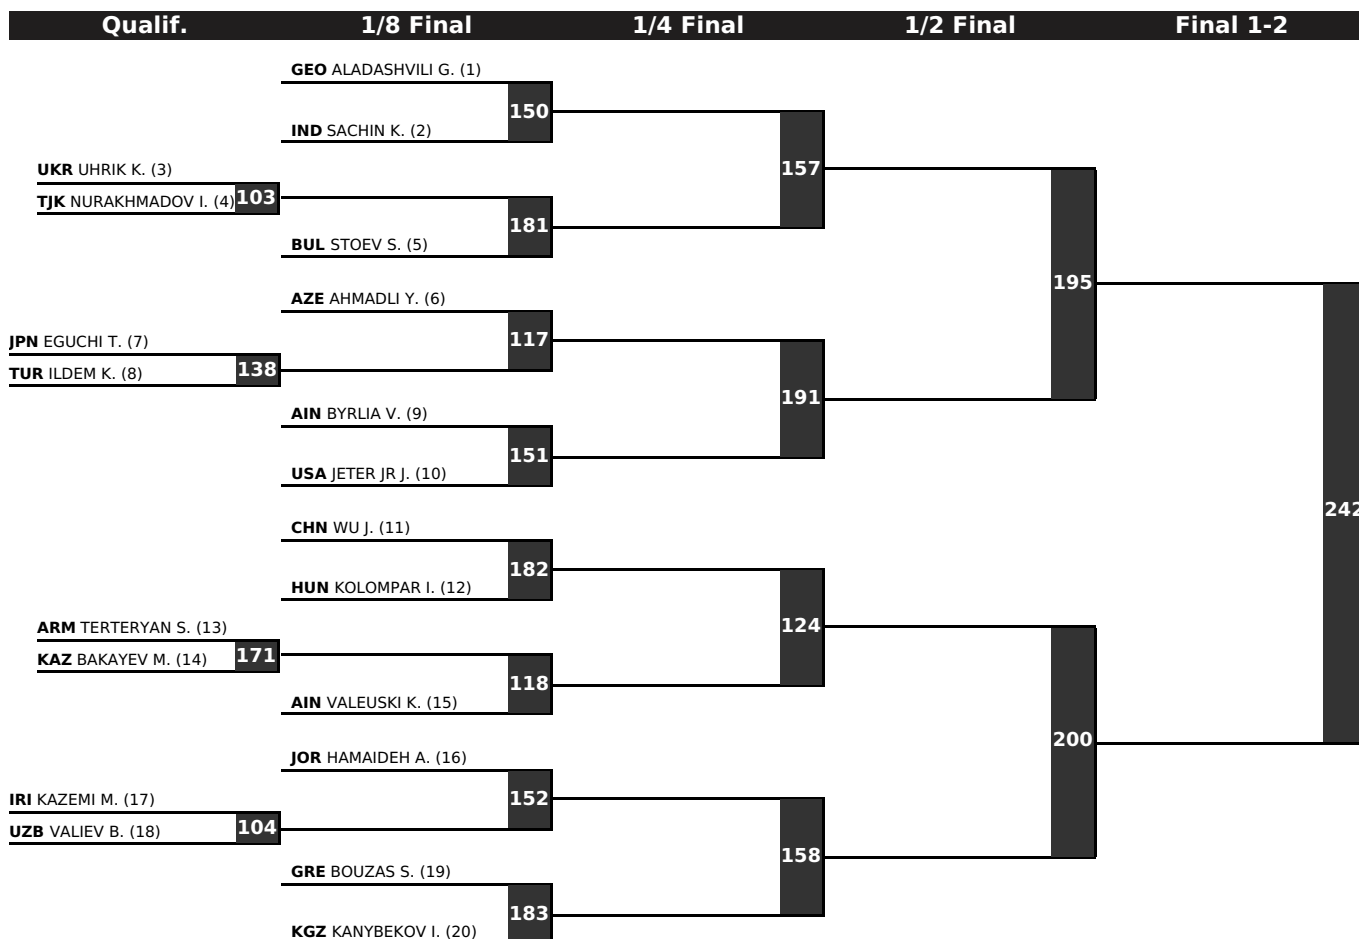 Qualif. 1/8 Final 1/4 Final 1/2 Final Final 1-2
GEO ALADASHVILI G. (1)
150
IND SACHIN K. (2)
UKR UHRIK K. (3)
157
TJK NURAKHMADOV I. (4) 103
181
BUL STOEV S. (5)
195
AZE AHMADLI Y. (6)
117
JPN EGUCHI T. (7)
138
TUR ILDEM K. (8)
191
AIN BYRLIA V. (9)
151
USA JETER JR J. (10)
242
CHN WU J. (11)
182
HUN KOLOMPAR I. (12)
124
ARM TERTERYAN S. (13)
171
KAZ BAKAYEV M. (14)
118
AIN VALEUSKI K. (15)
200
JOR HAMAIDEH A. (16)
152
IRI KAZEMI M. (17)
104
UZB VALIEV B. (18)
158
GRE BOUZAS S. (19)
183
KGZ KANYBEKOV I. (20)